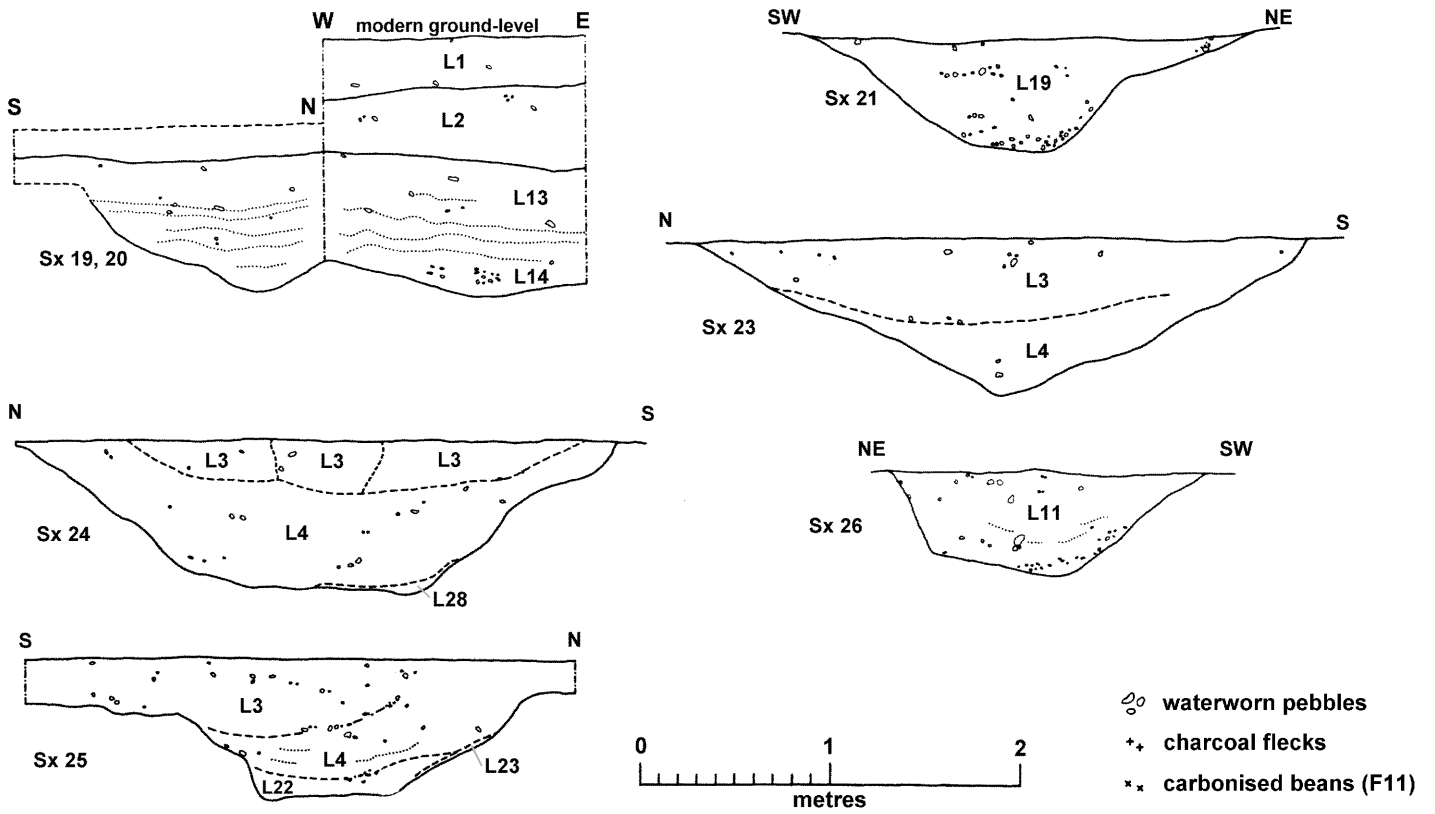 W modern ground-level E
L1
S N
L2
L13
Sx 19, 20
L14
SW NE
L19
Sx 21
N S
L3
Sx 23
L4
N S
L3 L3 L3
Sx 24
L4
L28
NE SW
L11
Sx 26
S N
L3
Sx 25
L4
L23
L22
0 1 2
metres
waterworn pebbles
charcoal flecks
carbonised beans (F11)